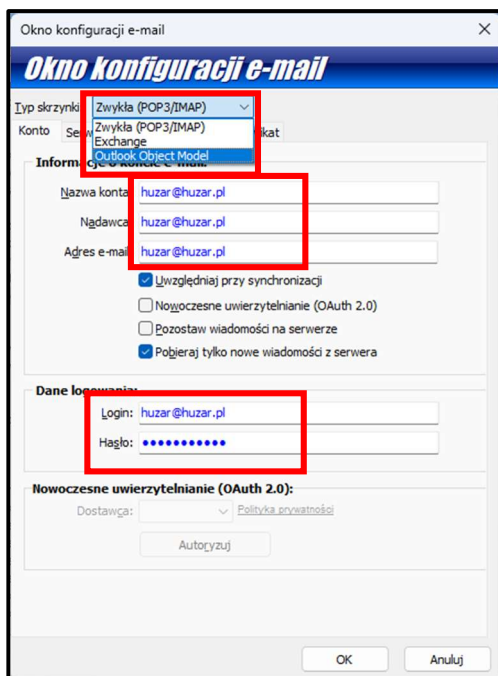 Okno konfiguracji e-mail
Okno konfiguracji e-mail
Typ skrzynki Zwykła (POP3/IMAP)
Zwykła (POP3/IMAP)
Exchange
Outlook Object Model
Konto
Nazwa konta huzar@huzar.pl
Nadawca huzar@huzar.pl
Adres e-mail huzar@huzar.pl
Uwzględniaj przy synchronizacji
Nowoczesne uwierzytelnianie (OAuth 2.0)
Pozostaw wiadomości na serwerze
Pobieraj tylko nowe wiadomości z serwera
Dane logowania:
Login: huzar@huzar.pl
Hasło: •••••••••••
Nowoczesne uwierzytelnianie (OAuth 2.0):
Dostawca: Polityka prywatności
Autoryzuj
OK Anuluj